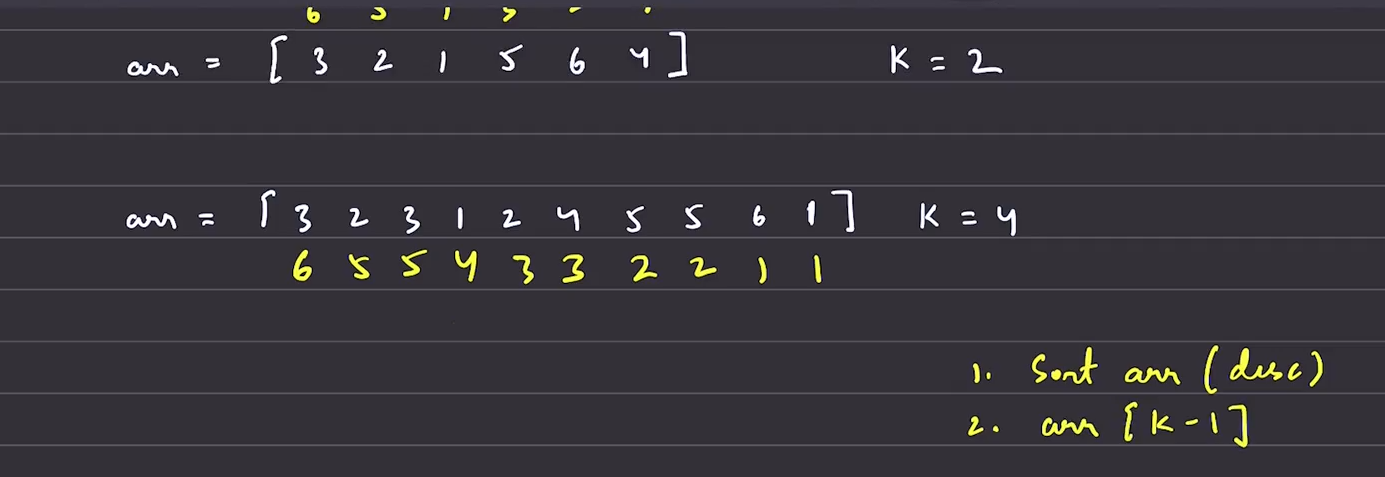 arr = [ 3 2 1 5 6 4 ] K = 2
arr = [ 3 2 3 1 2 4 5 5 6 1 ] K = 4
6 5 5 4 3 3 2 2 1 1
1. Sort arr (desc)
2. arr [K-1]